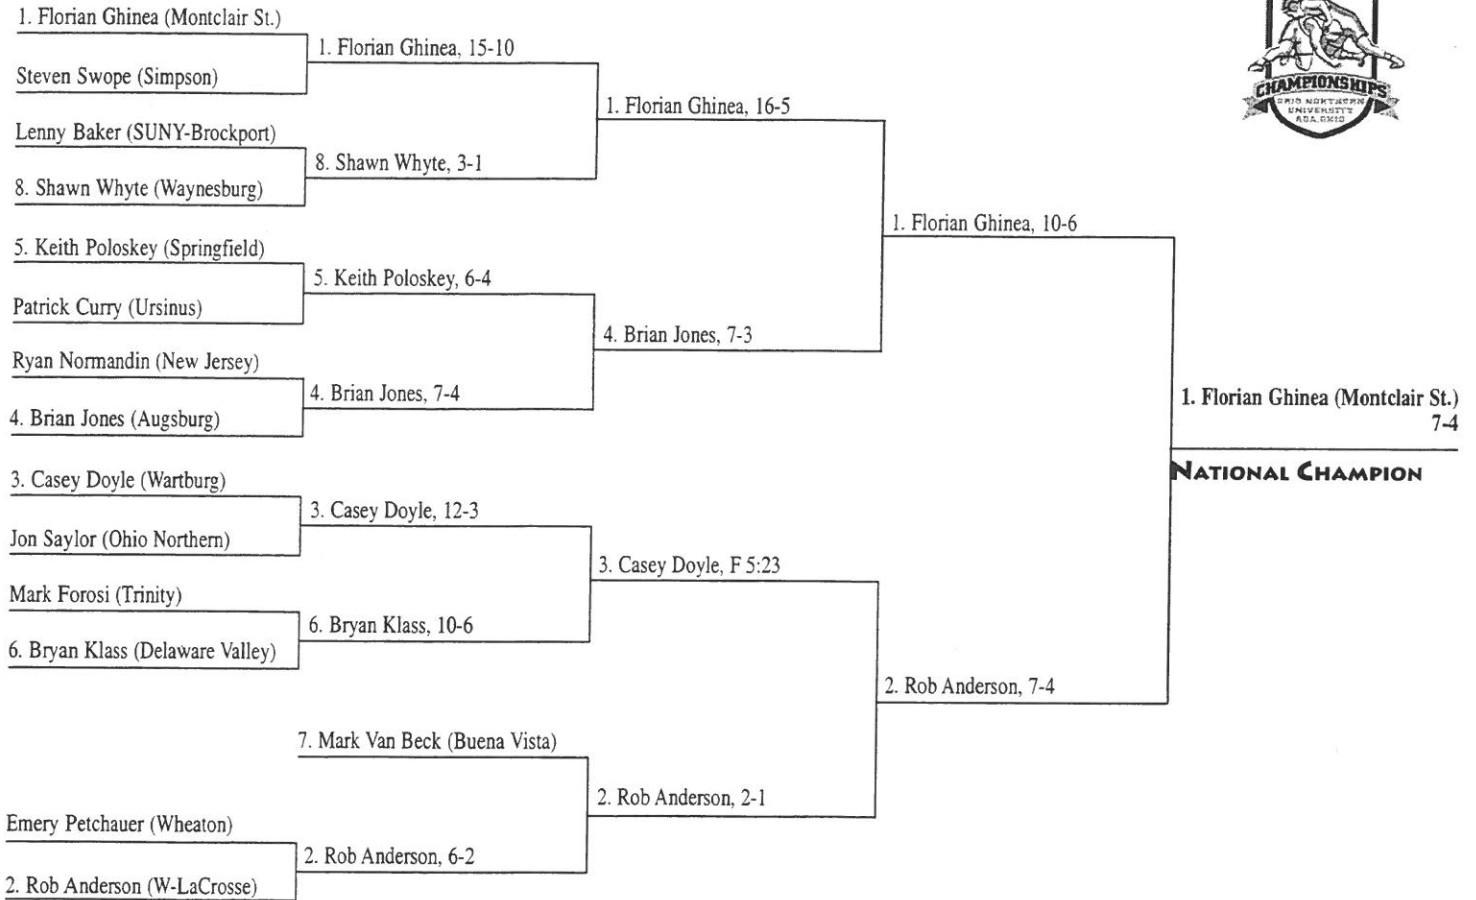 1. Florian Ghinea (Montclair St.)
Steven Swope (Simpson)
1. Florian Ghinea, 15-10
Lenny Baker (SUNY-Brockport)
8. Shawn Whyte (Waynesburg)
8. Shawn Whyte, 3-1
1. Florian Ghinea, 16-5
5. Keith Poloskey (Springfield)
Patrick Curry (Ursinus)
5. Keith Poloskey, 6-4
Ryan Normandin (New Jersey)
4. Brian Jones (Augsburg)
4. Brian Jones, 7-4
4. Brian Jones, 7-3
1. Florian Ghinea, 10-6
3. Casey Doyle (Wartburg)
Jon Saylor (Ohio Northern)
3. Casey Doyle, 12-3
Mark Forosi (Trinity)
6. Bryan Klass (Delaware Valley)
6. Bryan Klass, 10-6
3. Casey Doyle, F 5:23
7. Mark Van Beck (Buena Vista)
Emery Petchauer (Wheaton)
2. Rob Anderson (W-LaCrosse)
2. Rob Anderson, 6-2
2. Rob Anderson, 2-1
2. Rob Anderson, 7-4
1. Florian Ghinea (Montclair St.)
7-4
NATIONAL CHAMPION
CHAMPIONSHIPS
OHIO NORTHERN
UNIVERSITY
ADA, OHIO